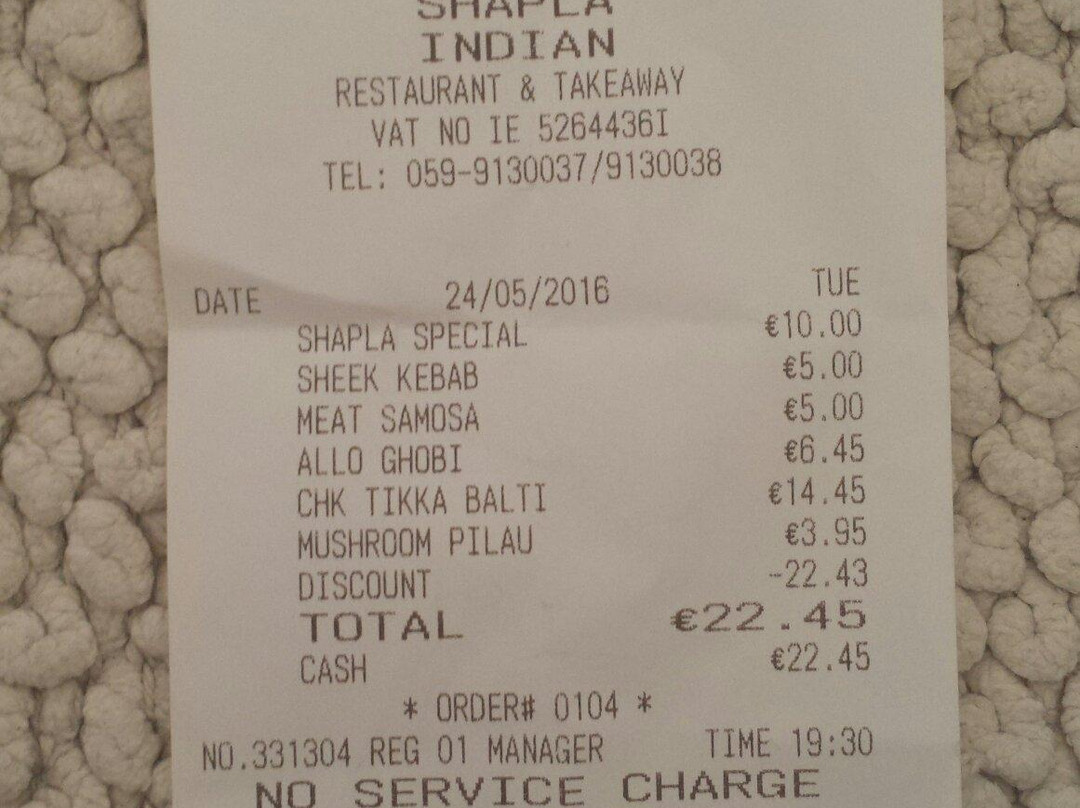 SHAPLA
INDIAN
RESTAURANT & TAKEAWAY
VAT NO IE 5264436I
TEL: 059-9130037/9130038
DATE 24/05/2016 TUE
SHAPLA SPECIAL €10.00
SHEEK KEBAB €5.00
MEAT SAMOSA €5.00
ALLO GHOBI €6.45
CHK TIKKA BALTI €14.45
MUSHROOM PILAU €3.95
DISCOUNT -22.43
TOTAL €22.45
CASH €22.45
* ORDER# 0104 *
NO.331304 REG 01 MANAGER TIME 19:30
NO SERVICE CHARGE